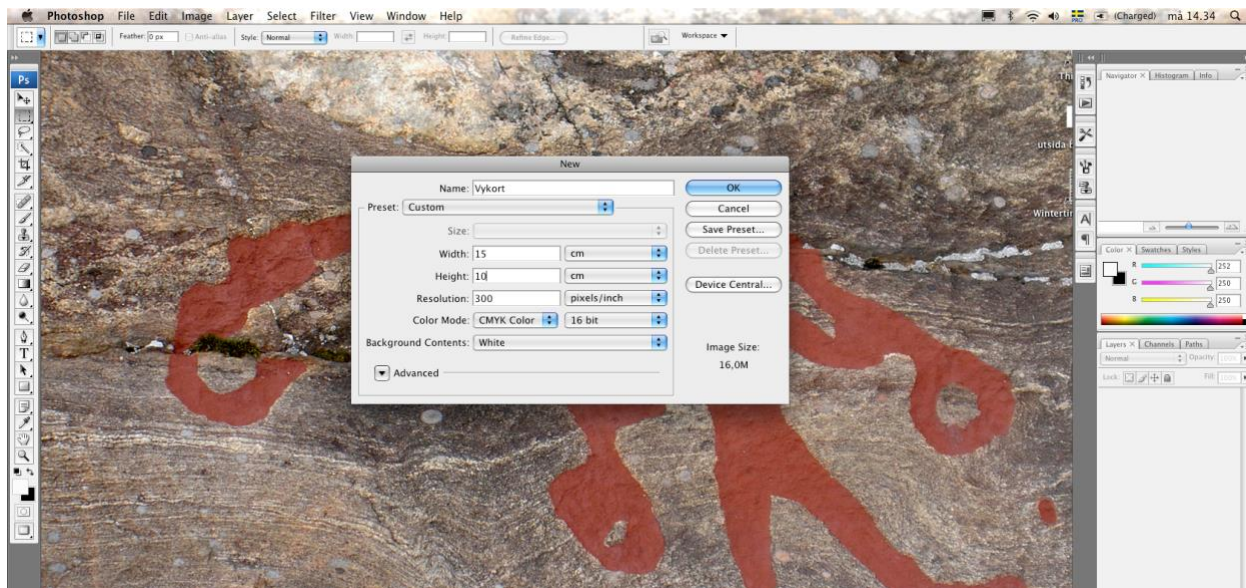 Photoshop File Edit Image Layer Select Filter View Window Help (Charged) må 14.34
Feather: 0 px Anti-alias Style: Normal Width: Height: Refine Edge... Workspace
Ps
Navigator × Histogram Info
utsida
New
Name: Vykort OK
Preset: Custom Cancel
Size: Save Preset...
Width: 15 cm Delete Preset...
Height: 10 cm
Resolution: 300 pixels/inch Device Central...
Color Mode: CMYK Color 16 bit
Background Contents: White Image Size:
16,0M
Advanced
Color × Swatches Styles
R 252
G 250
B 250
Layers × Channels Paths
Normal Opacity:
Lock: Fill: